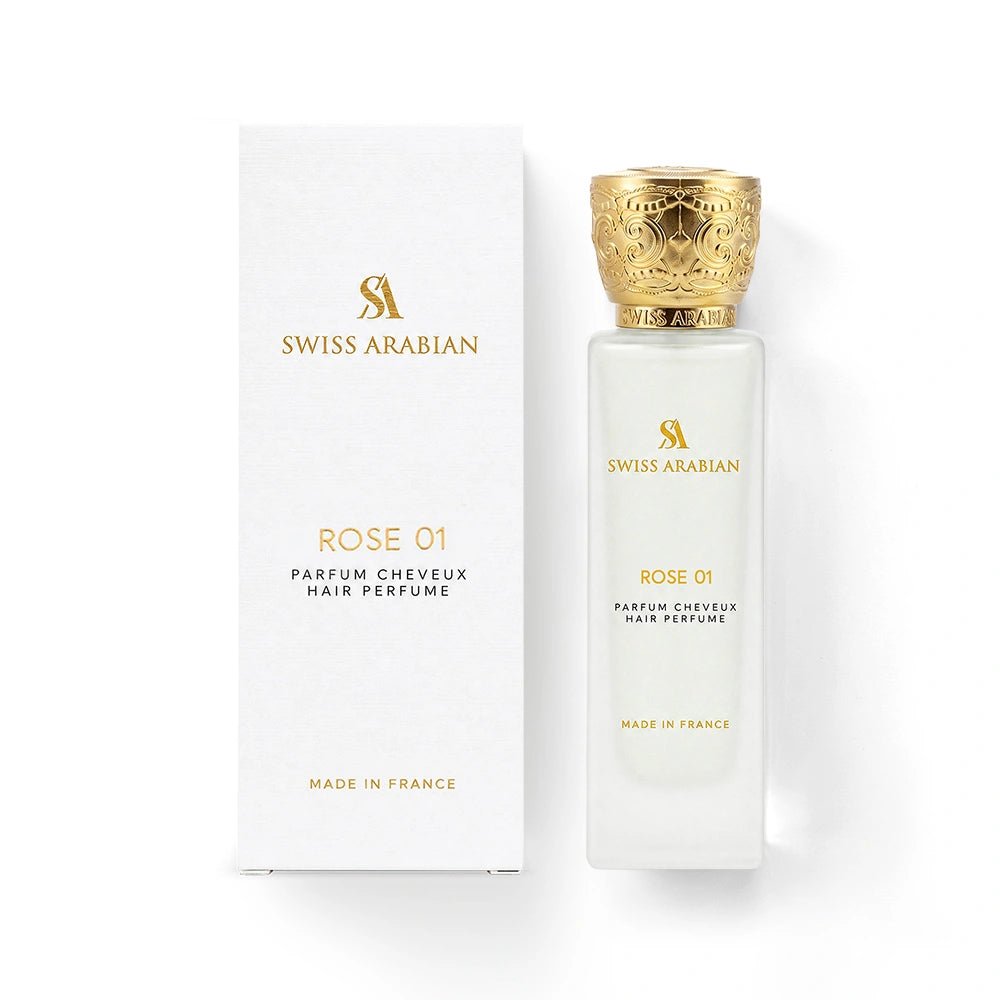 SA
SWISS ARABIAN
ROSE 01
PARFUM CHEVEUX
HAIR PERFUME
MADE IN FRANCE
SWISS ARABIAN
SA
SWISS ARABIAN
ROSE 01
PARFUM CHEVEUX
HAIR PERFUME
MADE IN FRANCE